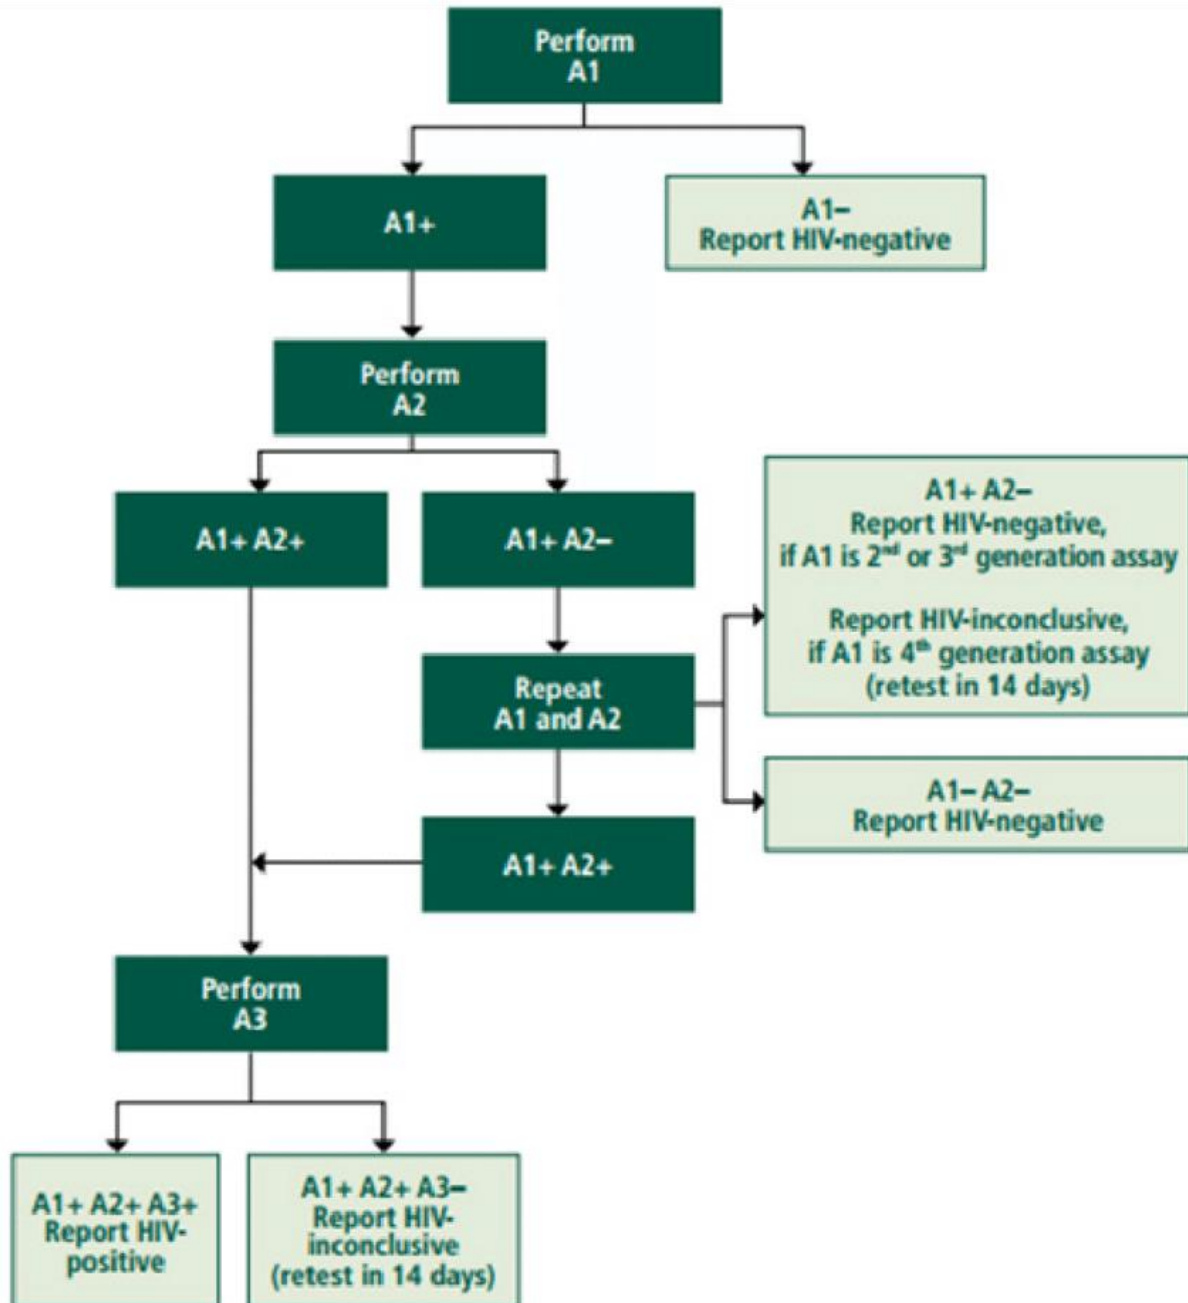 Perform
A1
A1+
A1–
Report HIV-negative
Perform
A2
A1+ A2+
A1+ A2–
A1+ A2–
Report HIV-negative,
if A1 is 2nd or 3rd generation assay
Report HIV-inconclusive,
if A1 is 4th generation assay
(retest in 14 days)
Repeat
A1 and A2
A1– A2–
Report HIV-negative
A1+ A2+
Perform
A3
A1+ A2+ A3+
Report HIV-
positive
A1+ A2+ A3–
Report HIV-
inconclusive
(retest in 14 days)